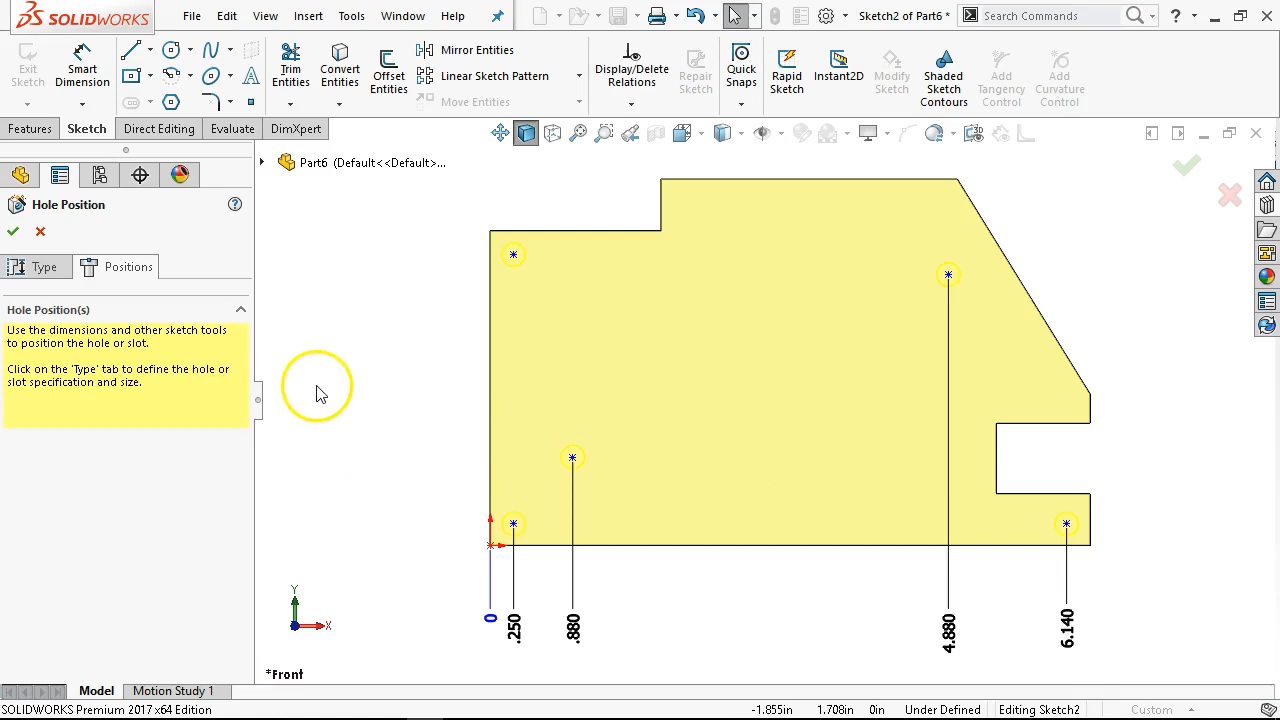 SOLIDWORKS
File Edit View Insert Tools Window Help
Sketch2 of Part6 *
Search Commands
Exit Sketch
Smart Dimension
Trim Entities
Convert Entities
Offset Entities
Mirror Entities
Linear Sketch Pattern
Move Entities
Display/Delete Relations
Repair Sketch
Quick Snaps
Rapid Sketch
Instant2D
Modify Sketch
Shaded Sketch Contours
Add Tangency Control
Add Curvature Control
Features Sketch Direct Editing Evaluate DimXpert
Part6 (Default<<Default>...
Hole Position
Type Positions
Hole Position(s)
Use the dimensions and other sketch tools
to position the hole or slot.
Click on the 'Type' tab to define the hole or
slot specification and size.
0
.250
.880
4.880
6.140
Y
X
*Front
Model Motion Study 1
SOLIDWORKS Premium 2017 x64 Edition
-1.855in 1.708in 0in Under Defined Editing Sketch2 Custom